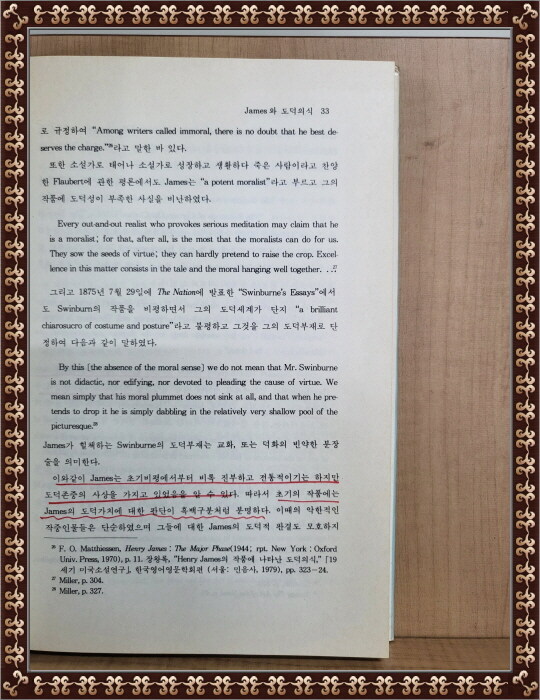 James와 도덕의식 33
로 규정하여 "Among writers called immoral, there is no doubt that he best de-
serves the charge."²⁶라고 말한 바 있다.
또한 소설가로 태어나 소설가로 성장하고 생활하다 죽은 사람이라고 찬양
한 Flaubert에 관한 평론에서도 James는 "a potent moralist"라고 부르고 그의
작품에 도덕성이 부족한 사실을 비난하였다.
Every out-and-out realist who provokes serious meditation may claim that he
is a moralist; for that, after all, is the most that the moralists can do for us.
They sow the seeds of virtue; they can hardly pretend to raise the crop. Excel-
lence in this matter consists in the tale and the moral hanging well together. . .²⁷
그리고 1875년 7월 29일에 The Nation에 발표한 "Swinburne's Essays"에서
도 Swinburn의 작품을 비평하면서 그의 도덕세계가 단지 "a brilliant
chiarosucro of costume and posture"라고 불평하고 그것을 그의 도덕부재로 단
정하여 다음과 같이 말하였다.
By this [the absence of the moral sense] we do not mean that Mr. Swinburne
is not didactic, nor edifying, nor devoted to pleading the cause of virtue. We
mean simply that his moral plummet does not sink at all, and that when he pre-
tends to drop it he is simply dabbling in the relatively very shallow pool of the
picturesque.²⁸
James가 힐책하는 Swinburne의 도덕부재는 교화, 또는 덕화의 빈약한 문장
술을 의미한다.
이와같이 James는 초기비평에서부터 비록 진부하고 전통적이기는 하지만
도덕존중의 사상을 가지고 있었음을 알 수 있다. 따라서 초기의 작품에는
James의 도덕가치에 대한 판단이 흑백구분처럼 분명하다. 이때의 악한적인
작중인물들은 단순하였으며 그들에 대한 James의 도덕적 판결도 모호하지
²⁶ F. O. Matthiessen, Henry James : The Major Phase(1944; rpt. New York : Oxford
Univ. Press, 1970), p. 11. 장왕록, "Henry James의 작품에 나타난 도덕의식," 「19
세기 미국소설연구」, 한국영어영문학회편 (서울: 민음사, 1979), pp. 323-24.
²⁷ Miller, p. 304.
²⁸ Miller, p. 327.